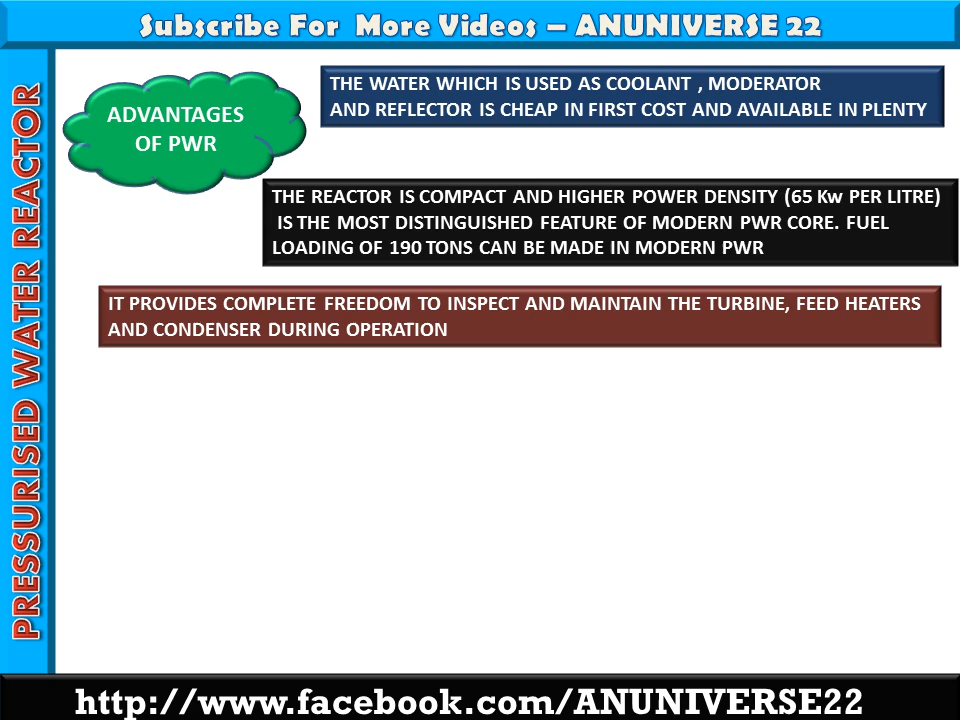 Subscribe For More Videos – ANUNIVERSE 22
PRESSURISED WATER REACTOR
ADVANTAGES
OF PWR
THE WATER WHICH IS USED AS COOLANT , MODERATOR
AND REFLECTOR IS CHEAP IN FIRST COST AND AVAILABLE IN PLENTY
THE REACTOR IS COMPACT AND HIGHER POWER DENSITY (65 Kw PER LITRE)
IS THE MOST DISTINGUISHED FEATURE OF MODERN PWR CORE. FUEL
LOADING OF 190 TONS CAN BE MADE IN MODERN PWR
IT PROVIDES COMPLETE FREEDOM TO INSPECT AND MAINTAIN THE TURBINE, FEED HEATERS
AND CONDENSER DURING OPERATION
http://www.facebook.com/ANUNIVERSE22